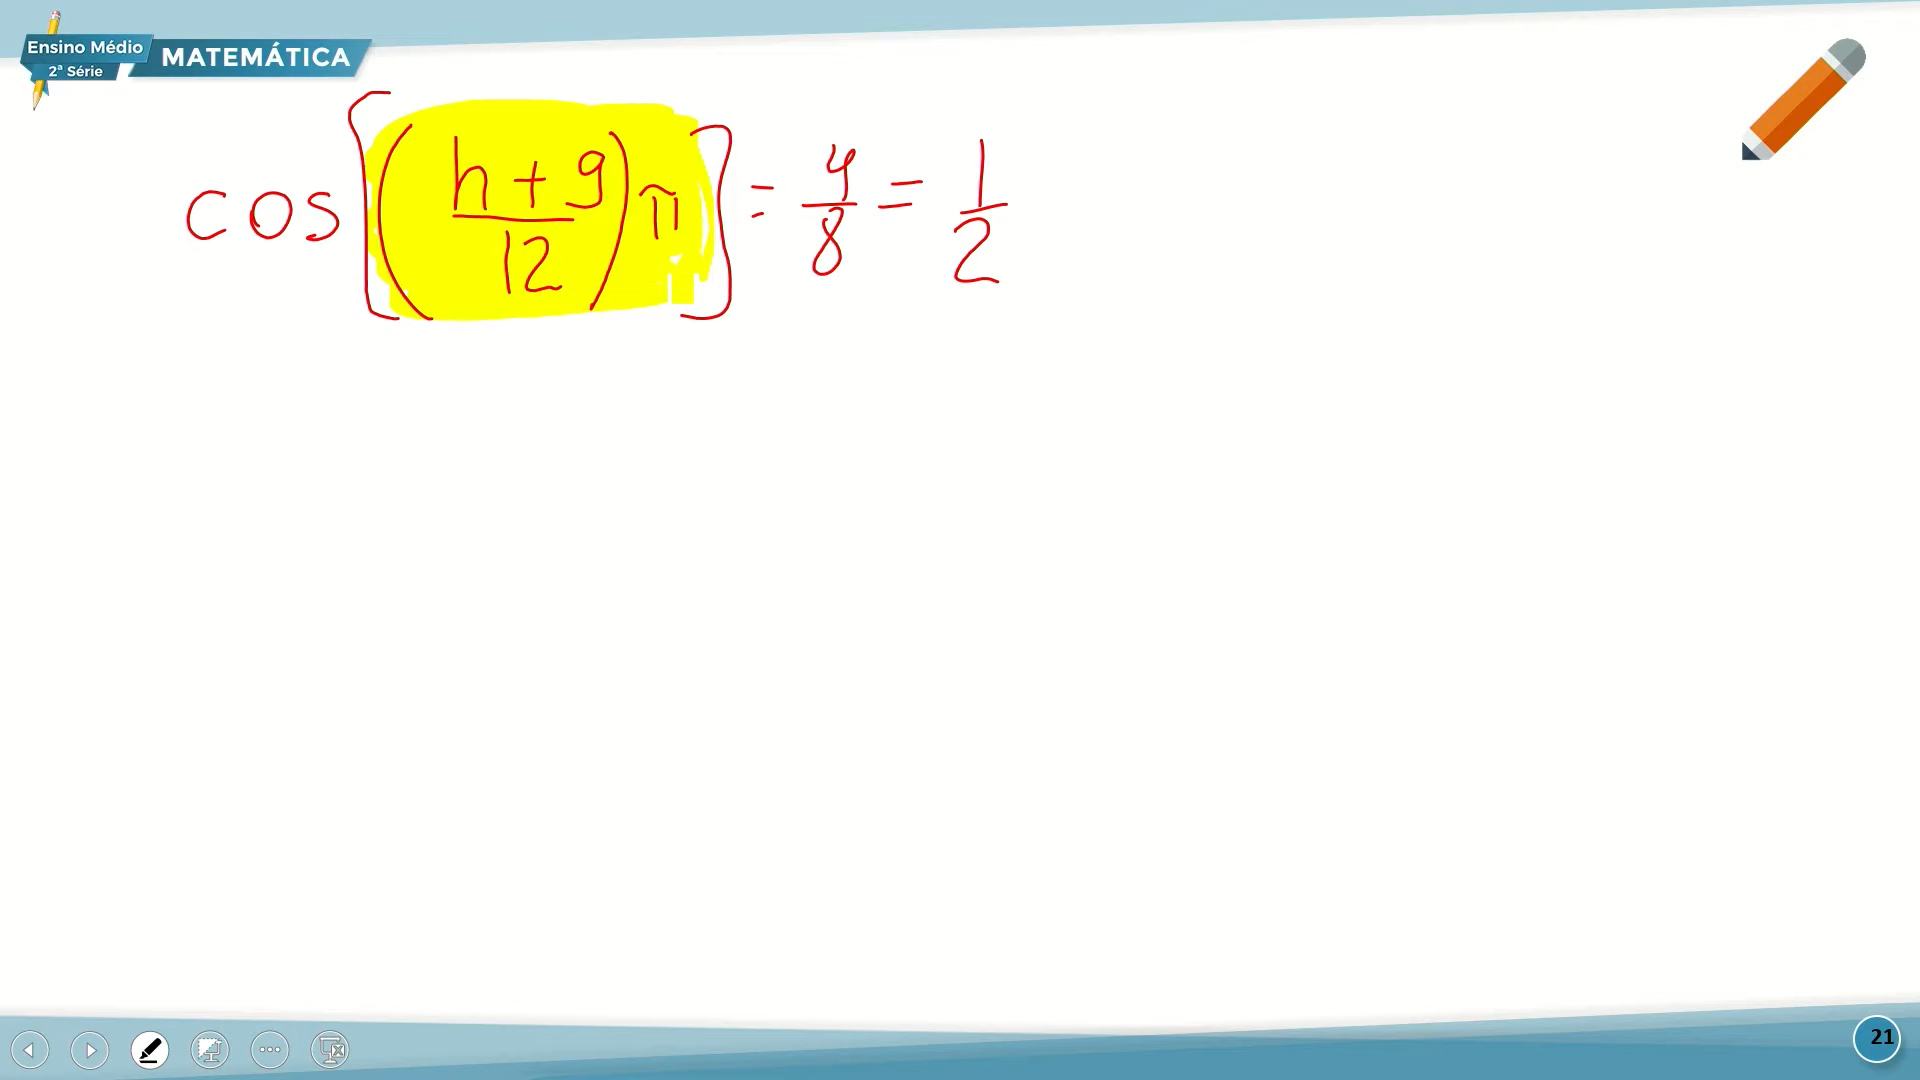 Ensino Médio
2ª Série
MATEMÁTICA
cos [(h+9/12)π] = 4/8 = 1/2
21